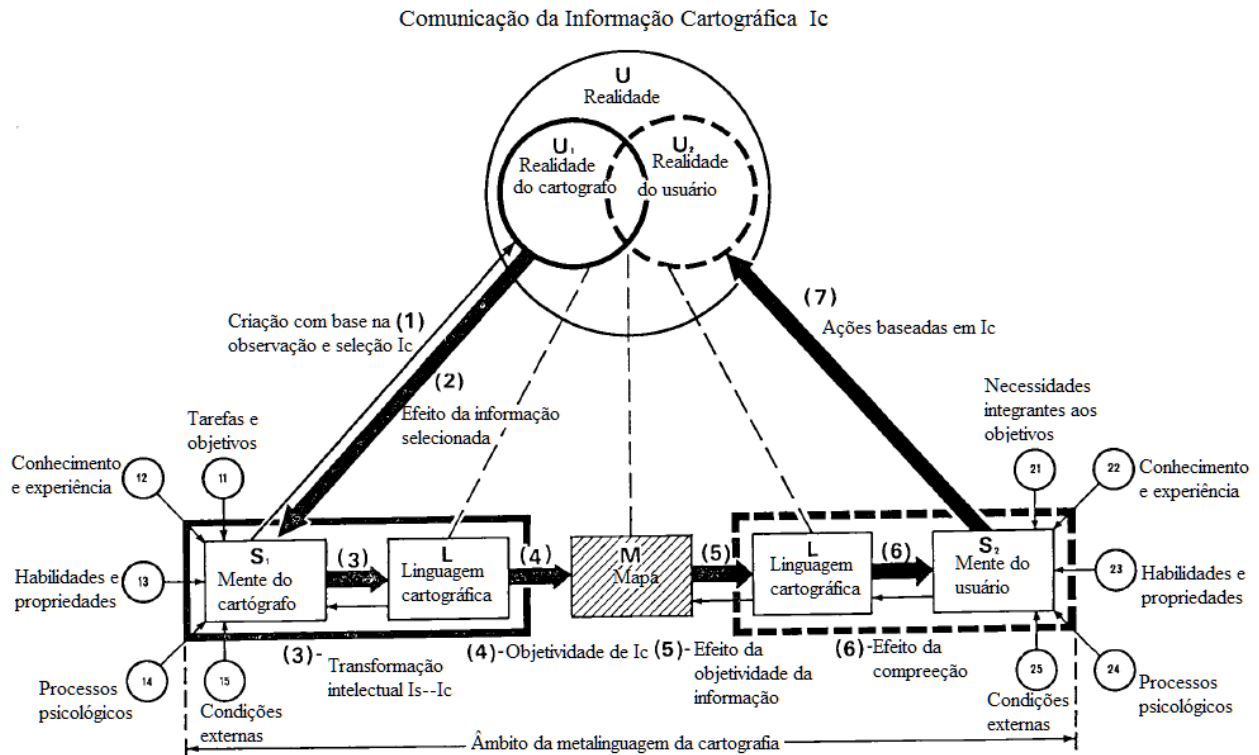 Comunicação da Informação Cartográfica Ic
U
Realidade
U₁
Realidade
do cartografo
U₂
Realidade
do usuário
Criação com base na (1)
observação e seleção Ic
(2)
Efeito da informação
selecionada
(7)
Ações baseadas em Ic
Tarefas e
objetivos
11
Conhecimento
e experiência
12
Habilidades e
propriedades
13
Processos
psicológicos
14
15
Condições
externas
S₁
Mente do
cartógrafo
(3)
L
Linguagem
cartográfica
(4)
M
Mapa
(5)
L
Linguagem
cartográfica
(6)
S₂
Mente do
usuário
Necessidades
integrantes aos
objetivos
21
22
Conhecimento
e experiência
23
Habilidades e
propriedades
24
Processos
psicológicos
25
Condições
externas
(3)- Transformação
intelectual Is--Ic
(4)-Objetividade de Ic
(5)- Efeito da
objetividade da
informação
(6)-Efeito da
compreeção
Âmbito da metalinguagem da cartografia